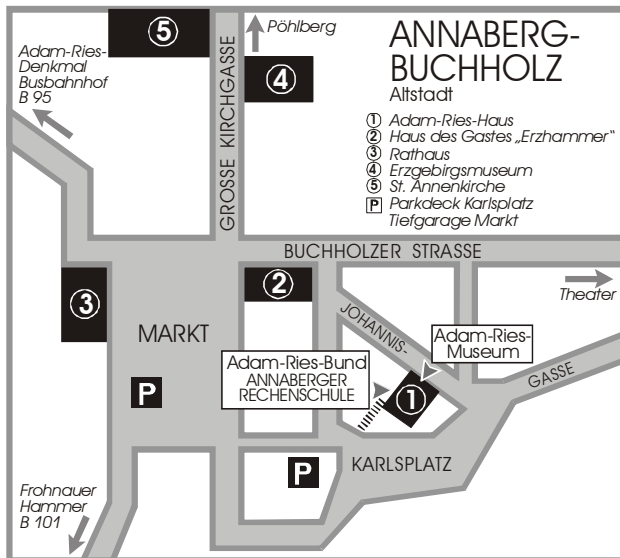 ANNABERG-
BUCHHOLZ
Altstadt
① Adam-Ries-Haus
② Haus des Gastes „Erzhammer“
③ Rathaus
④ Erzgebirgsmuseum
⑤ St. Annenkirche
P Parkdeck Karlsplatz
Tiefgarage Markt
Adam-Ries-
Denkmal
Busbahnhof
B 95
⑤
GROSSE KIRCHGASSE
Pöhlberg
④
BUCHHOLZER STRASSE
Theater
③
MARKT
②
JOHANNIS-
GASSE
Adam-Ries-
Museum
Adam-Ries-Bund
ANNABERGER
RECHENSCHULE
①
P
P
KARLSPLATZ
Frohnauer
Hammer
B 101